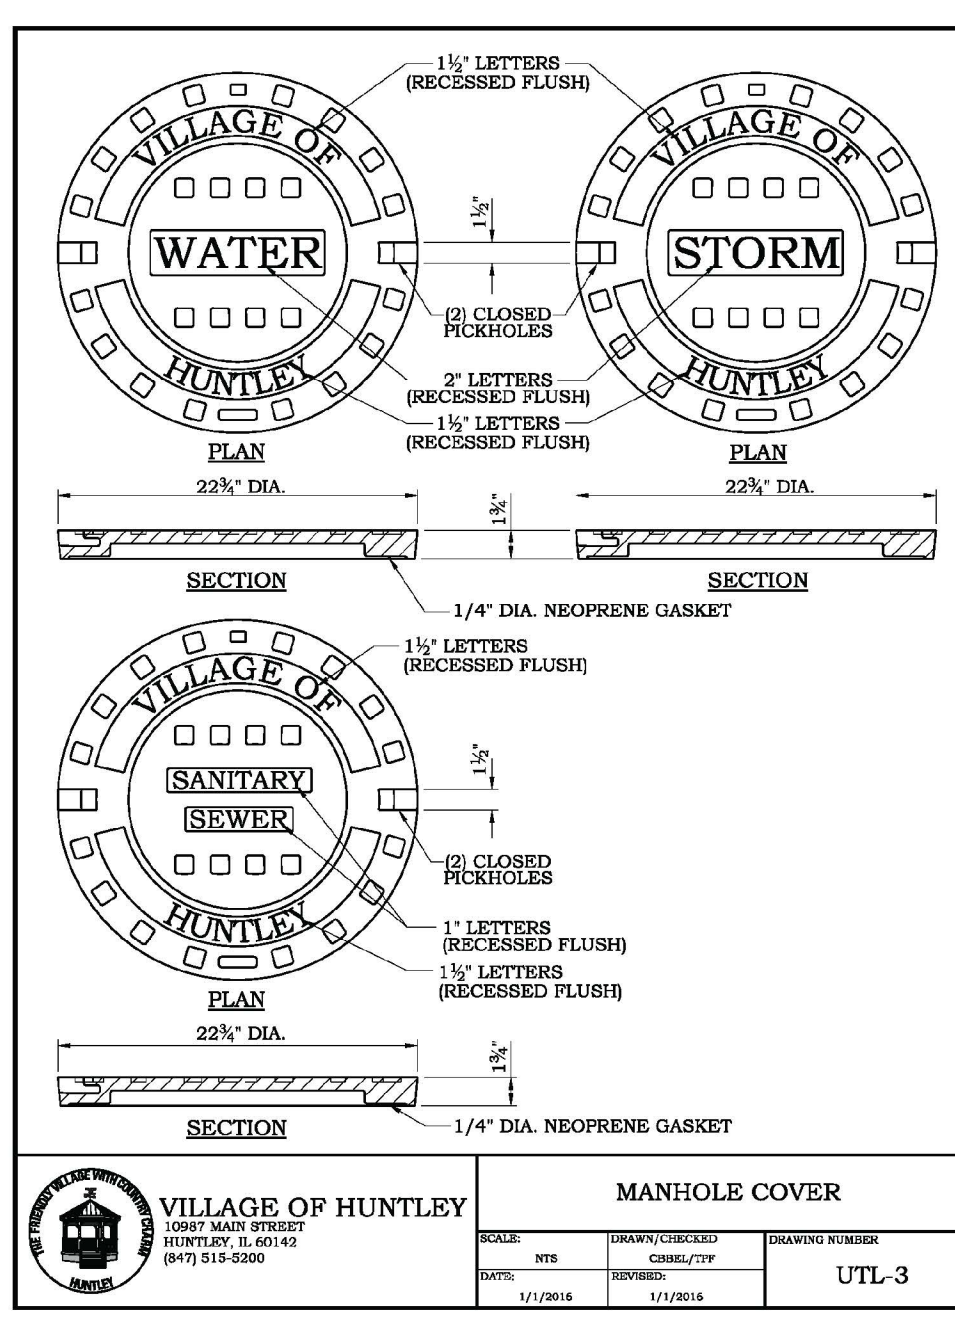 1½" LETTERS
(RECESSED FLUSH)
VILLAGE OF
VILLAGE OF
1½"
WATER
STORM
(2) CLOSED
PICKHOLES
2" LETTERS
(RECESSED FLUSH)
HUNTLEY
HUNTLEY
1½" LETTERS
(RECESSED FLUSH)
PLAN
PLAN
22¾" DIA.
22¾" DIA.
1¾"
SECTION
SECTION
1/4" DIA. NEOPRENE GASKET
1½" LETTERS
(RECESSED FLUSH)
VILLAGE OF
1½"
SANITARY
SEWER
(2) CLOSED
PICKHOLES
HUNTLEY
1" LETTERS
(RECESSED FLUSH)
1½" LETTERS
(RECESSED FLUSH)
PLAN
22¾" DIA.
1¾"
SECTION
1/4" DIA. NEOPRENE GASKET
THE FRIENDLY VILLAGE WITH COUNTRY CHARM
HUNTLEY
VILLAGE OF HUNTLEY
10987 MAIN STREET
HUNTLEY, IL 60142
(847) 515-5200
MANHOLE COVER
SCALE:
NTS
DRAWN/CHECKED
CBBEL/TPF
DRAWING NUMBER
UTL-3
DATE:
1/1/2016
REVISED:
1/1/2016